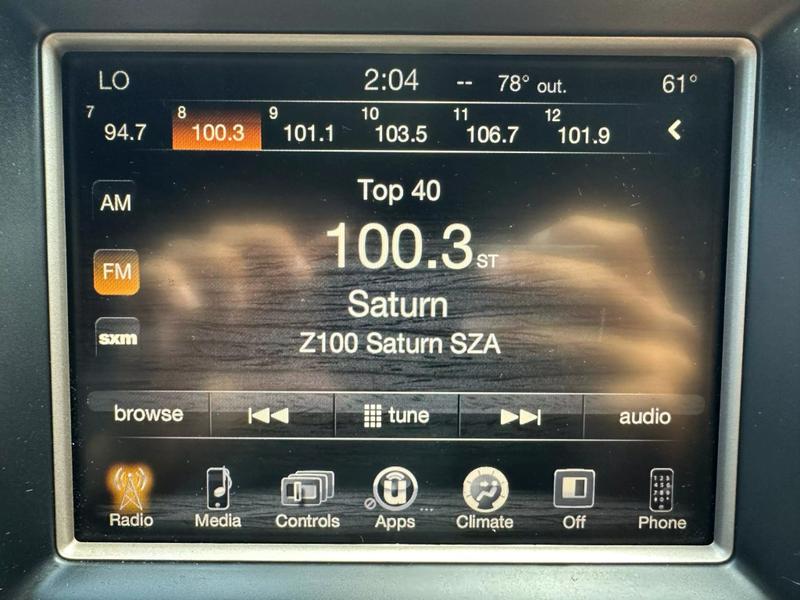 LO 2:04 -- 78° out. 61°
7 8 9 10 11 12
94.7 100.3 101.1 103.5 106.7 101.9
Top 40
AM
100.3 ST
FM
Saturn
sxm
Z100 Saturn SZA
browse tune audio
Radio Media Controls Apps ... Climate Off Phone